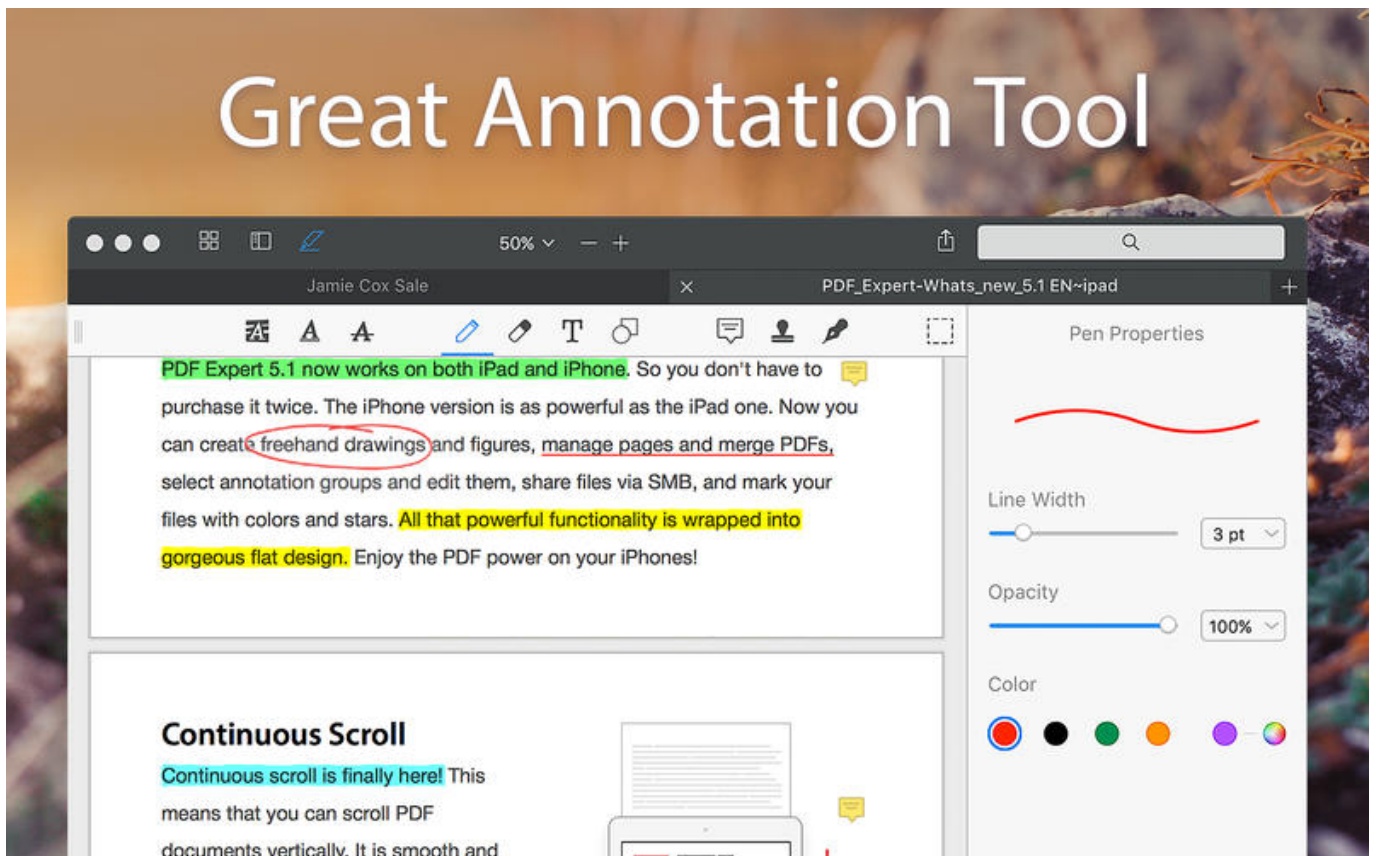 Great Annotation Tool
50%
Jamie Cox Sale
PDF_Expert-Whats_new_5.1 EN~ipad
A A A T
Pen Properties
PDF Expert 5.1 now works on both iPad and iPhone. So you don't have to
purchase it twice. The iPhone version is as powerful as the iPad one. Now you
can create freehand drawings and figures, manage pages and merge PDFs,
select annotation groups and edit them, share files via SMB, and mark your
files with colors and stars. All that powerful functionality is wrapped into
gorgeous flat design. Enjoy the PDF power on your iPhones!
Line Width
3 pt
Opacity
100%
Color
Continuous Scroll
Continuous scroll is finally here! This
means that you can scroll PDF
documents vertically. It is smooth and